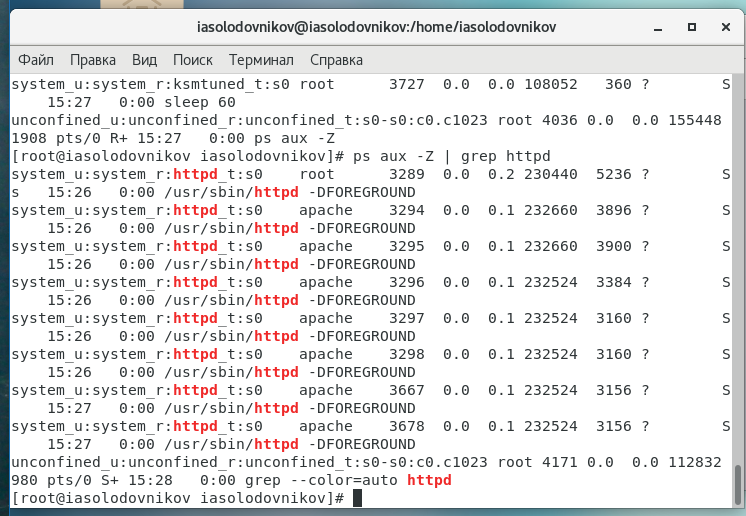 iasolodovnikov@iasolodovnikov:/home/iasolodovnikov
Файл Правка Вид Поиск Терминал Справка
system_u:system_r:ksmtuned_t:s0 root      3727  0.0  0.0 108052   360 ?        S
    15:27   0:00 sleep 60
unconfined_u:unconfined_r:unconfined_t:s0-s0:c0.c1023 root 4036 0.0  0.0 155448
1908 pts/0 R+ 15:27   0:00 ps aux -Z
[root@iasolodovnikov iasolodovnikov]# ps aux -Z | grep httpd
system_u:system_r:httpd_t:s0    root      3289  0.0  0.2 230440  5236 ?        S
s   15:26   0:00 /usr/sbin/httpd -DFOREGROUND
system_u:system_r:httpd_t:s0    apache    3294  0.0  0.1 232660  3896 ?        S
    15:26   0:00 /usr/sbin/httpd -DFOREGROUND
system_u:system_r:httpd_t:s0    apache    3295  0.0  0.1 232660  3900 ?        S
    15:26   0:00 /usr/sbin/httpd -DFOREGROUND
system_u:system_r:httpd_t:s0    apache    3296  0.0  0.1 232524  3384 ?        S
    15:26   0:00 /usr/sbin/httpd -DFOREGROUND
system_u:system_r:httpd_t:s0    apache    3297  0.0  0.1 232524  3160 ?        S
    15:26   0:00 /usr/sbin/httpd -DFOREGROUND
system_u:system_r:httpd_t:s0    apache    3298  0.0  0.1 232524  3160 ?        S
    15:26   0:00 /usr/sbin/httpd -DFOREGROUND
system_u:system_r:httpd_t:s0    apache    3667  0.0  0.1 232524  3156 ?        S
    15:27   0:00 /usr/sbin/httpd -DFOREGROUND
system_u:system_r:httpd_t:s0    apache    3678  0.0  0.1 232524  3156 ?        S
    15:27   0:00 /usr/sbin/httpd -DFOREGROUND
unconfined_u:unconfined_r:unconfined_t:s0-s0:c0.c1023 root 4171 0.0  0.0 112832
980 pts/0 S+ 15:28   0:00 grep --color=auto httpd
[root@iasolodovnikov iasolodovnikov]#